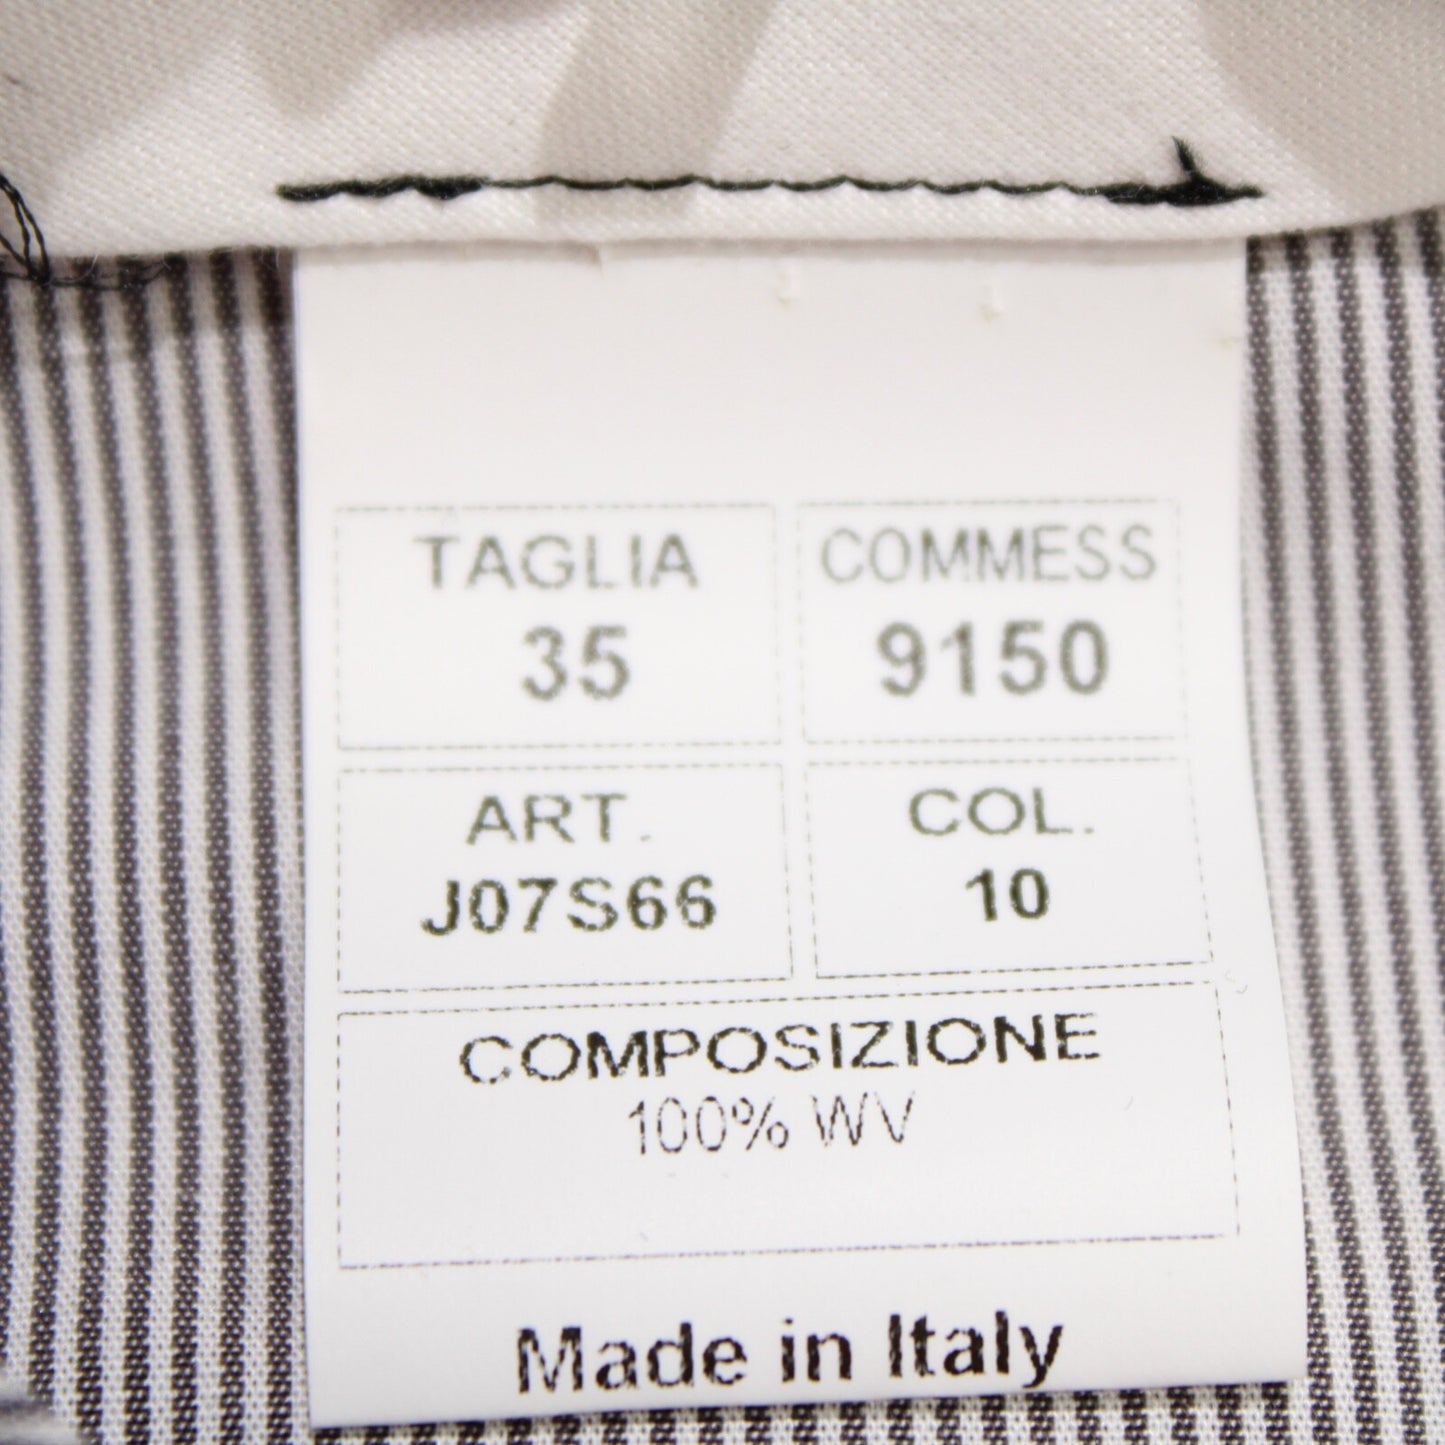 TAGLIA
35
COMMESS
9150
ART.
J07S66
COL.
10
COMPOSIZIONE
100% WV
Made in Italy